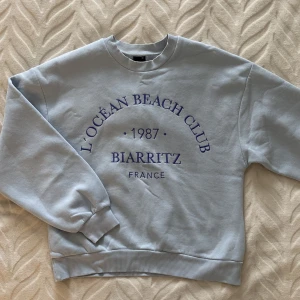 L'OCÉAN BEACH CLUB
· 1987 ·
BIARRITZ
FRANCE